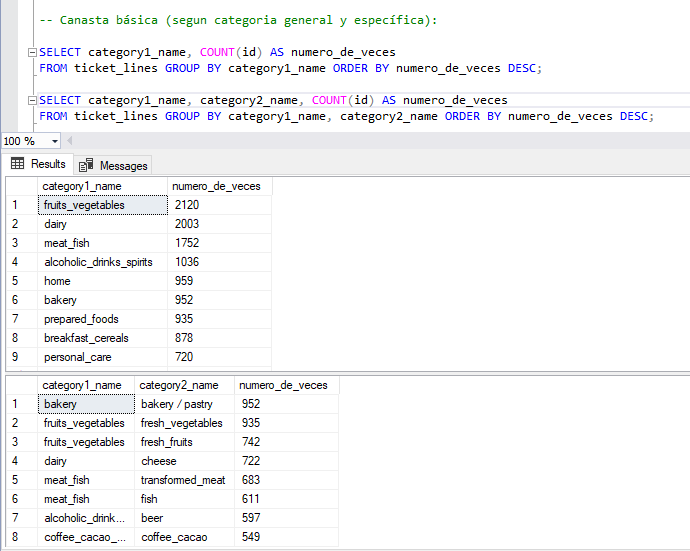 -- Canasta básica (segun categoria general y específica):
SELECT category1_name, COUNT(id) AS numero_de_veces
FROM ticket_lines GROUP BY category1_name ORDER BY numero_de_veces DESC;
SELECT category1_name, category2_name, COUNT(id) AS numero_de_veces
FROM ticket_lines GROUP BY category1_name, category2_name ORDER BY numero_de_veces DESC;
100 %
Results Messages
category1_name numero_de_veces
1 fruits_vegetables 2120
2 dairy 2003
3 meat_fish 1752
4 alcoholic_drinks_spirits 1036
5 home 959
6 bakery 952
7 prepared_foods 935
8 breakfast_cereals 878
9 personal_care 720
category1_name category2_name numero_de_veces
1 bakery bakery / pastry 952
2 fruits_vegetables fresh_vegetables 935
3 fruits_vegetables fresh_fruits 742
4 dairy cheese 722
5 meat_fish transformed_meat 683
6 meat_fish fish 611
7 alcoholic_drink... beer 597
8 coffee_cacao_... coffee_cacao 549